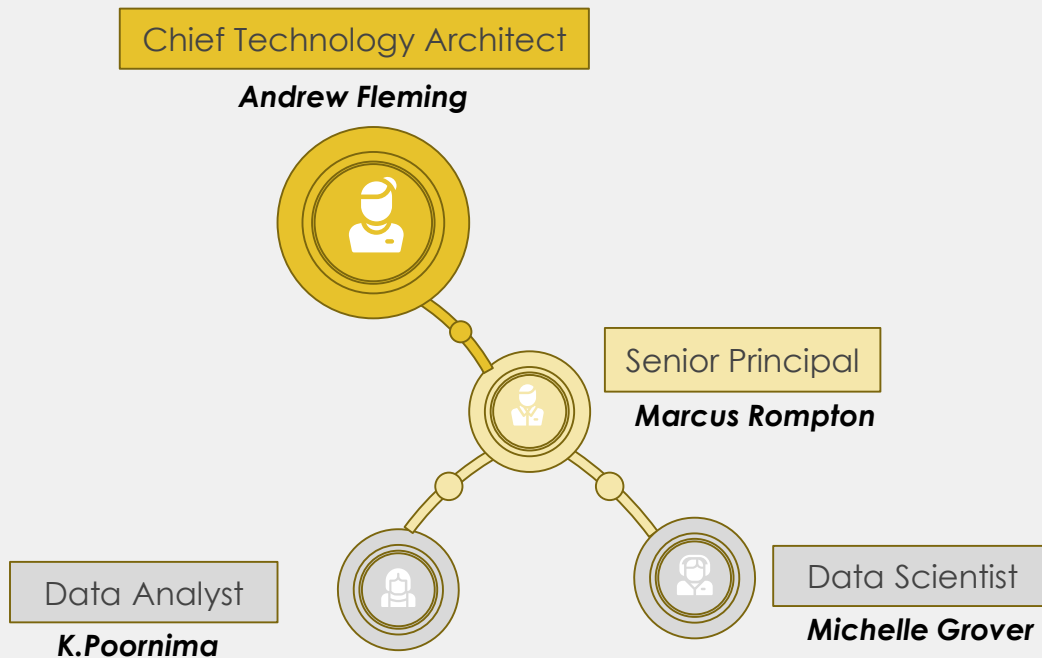 Chief Technology Architect
Andrew Fleming
Senior Principal
Marcus Rompton
Data Analyst
K.Poornima
Data Scientist
Michelle Grover